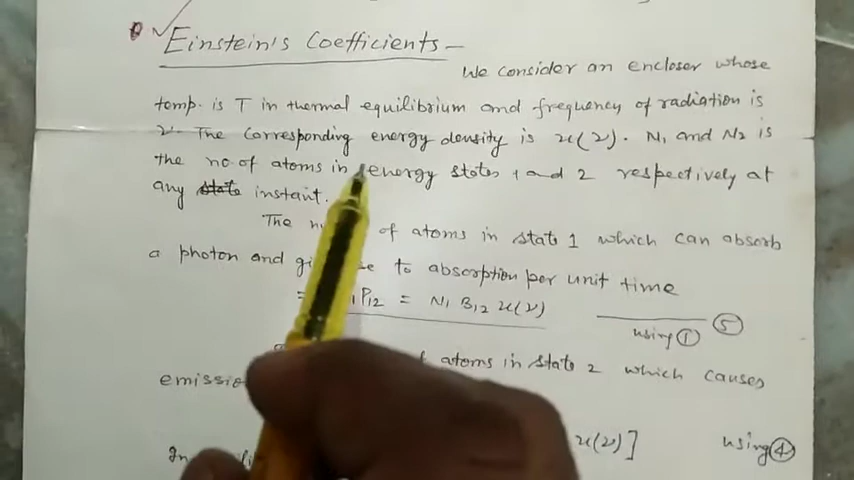 Einstein's Coefficients —
We consider an encloser whose
temp. is T in thermal equilibrium and frequency of radiation is
ν. The corresponding energy density is u(ν). N₁ and N₂ is
the no. of atoms in energy states 1 and 2 respectively at
any state instant.
The of atoms in state 1 which can absorb
a photon and to absorption per unit time
= P₁₂ = N₁ B₁₂ u(ν)
using ① ⑤
atoms in state 2 which causes
u(ν)] using ④